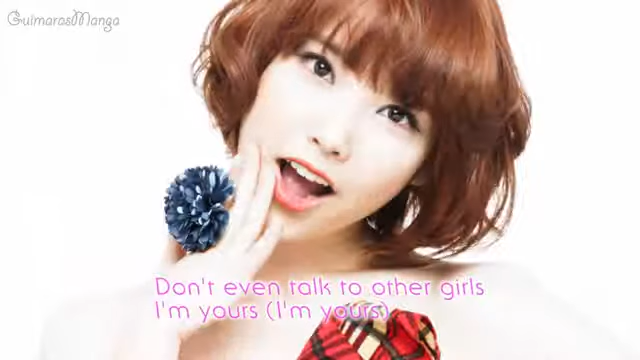 GuimarasManga
Don't even talk to other girls
I'm yours (I'm yours)